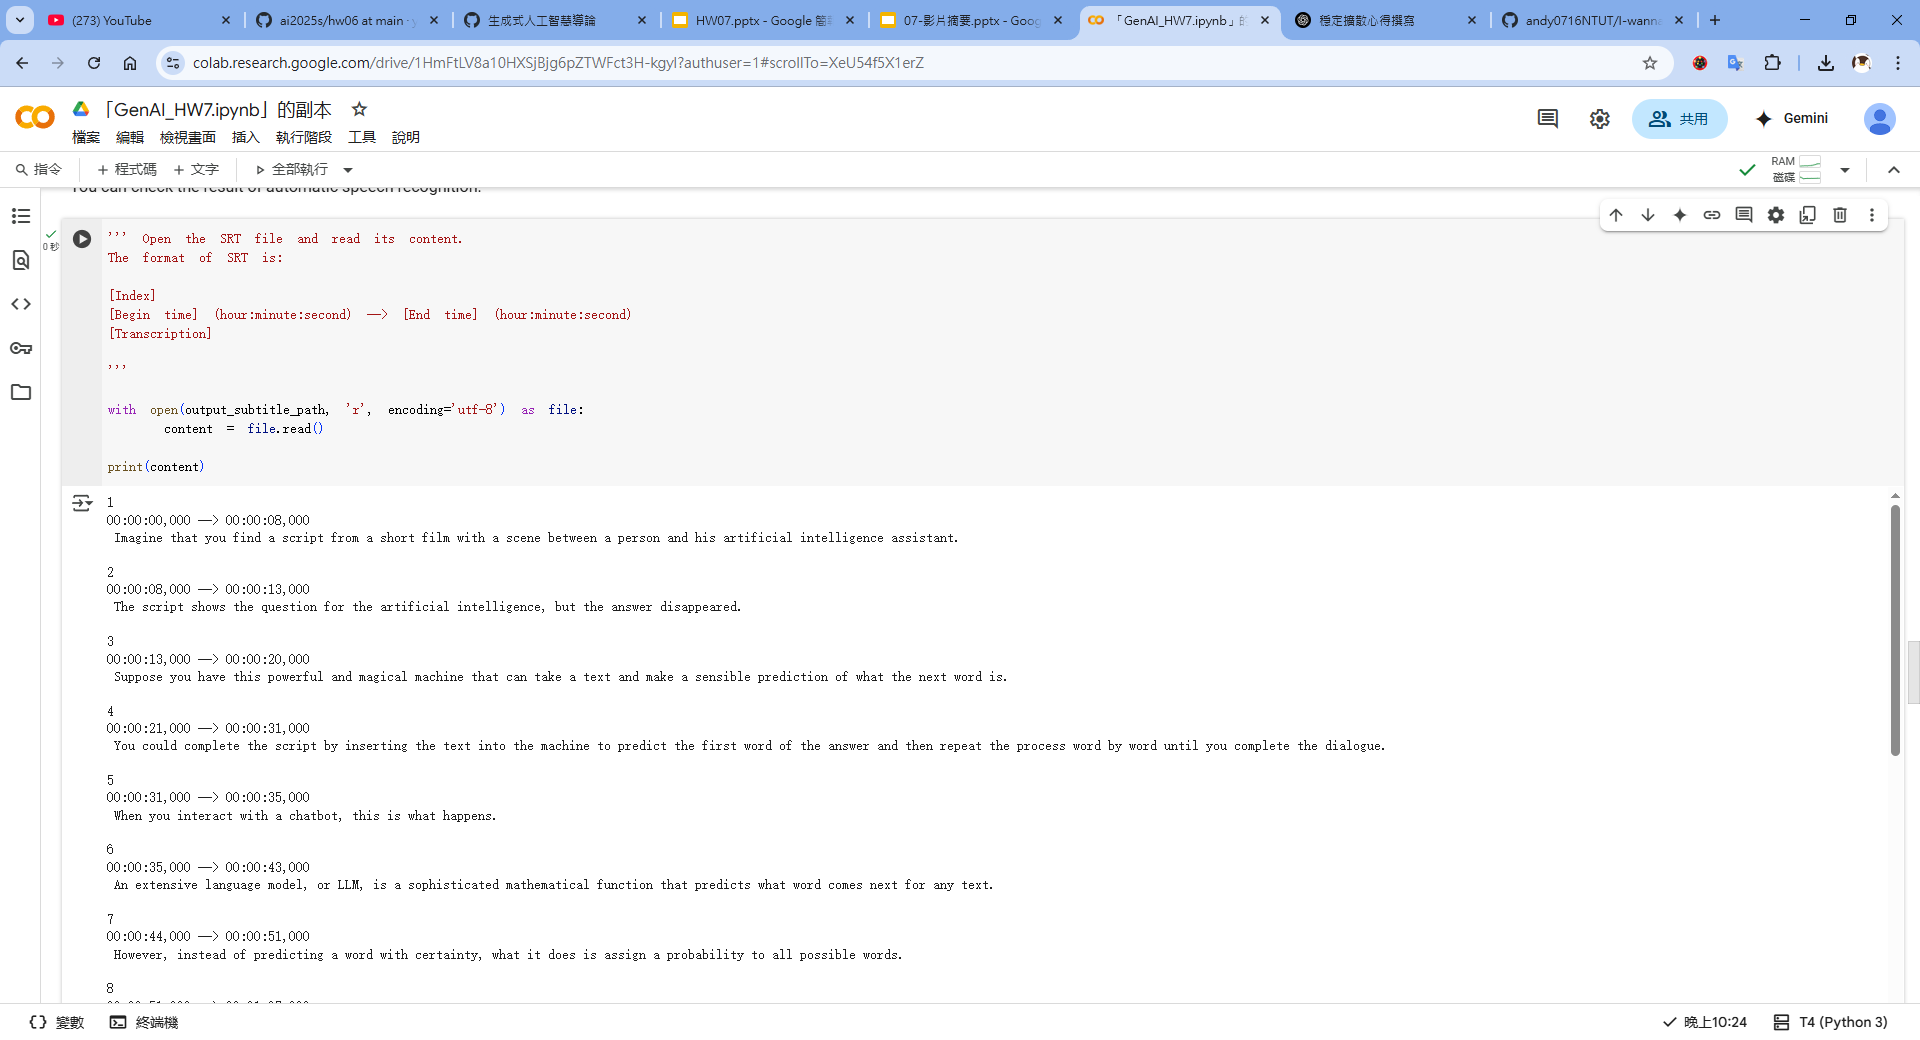 (273) YouTube
ai2025s/hw06 at main ·
生成式人工智慧導論
HW07.pptx - Google 簡
07-影片摘要.pptx - Goog
「GenAI_HW7.ipynb」的
穩定擴散心得撰寫
andy0716NTUT/I-wanna
colab.research.google.com/drive/1HmFtLV8a10HXSjBjg6pZTWFct3H-kgyI?authuser=1#scrollTo=XeU54f5X1erZ
「GenAI_HW7.ipynb」的副本
檔案 編輯 檢視畫面 插入 執行階段 工具 說明
共用
Gemini
指令 + 程式碼 + 文字 全部執行
RAM
磁碟
You can check the result of automatic speech recognition.
0 秒
''' Open the SRT file and read its content.
The format of SRT is:
[Index]
[Begin time] (hour:minute:second) --> [End time] (hour:minute:second)
[Transcription]
'''
with open(output_subtitle_path, 'r', encoding='utf-8') as file:
content = file.read()
print(content)
1
00:00:00,000 --> 00:00:08,000
Imagine that you find a script from a short film with a scene between a person and his artificial intelligence assistant.
2
00:00:08,000 --> 00:00:13,000
The script shows the question for the artificial intelligence, but the answer disappeared.
3
00:00:13,000 --> 00:00:20,000
Suppose you have this powerful and magical machine that can take a text and make a sensible prediction of what the next word is.
4
00:00:21,000 --> 00:00:31,000
You could complete the script by inserting the text into the machine to predict the first word of the answer and then repeat the process word by word until you complete the dialogue.
5
00:00:31,000 --> 00:00:35,000
When you interact with a chatbot, this is what happens.
6
00:00:35,000 --> 00:00:43,000
An extensive language model, or LLM, is a sophisticated mathematical function that predicts what word comes next for any text.
7
00:00:44,000 --> 00:00:51,000
However, instead of predicting a word with certainty, what it does is assign a probability to all possible words.
8
變數
終端機
晚上10:24
T4 (Python 3)